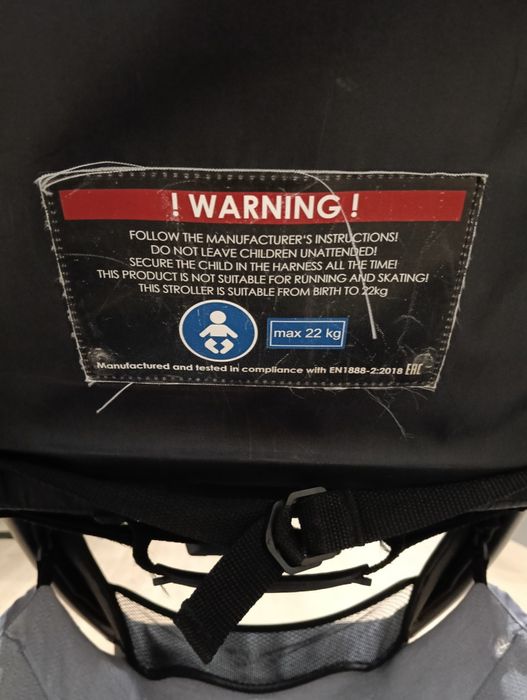 ! WARNING !
FOLLOW THE MANUFACTURER'S INSTRUCTIONS!
DO NOT LEAVE CHILDREN UNATTENDED!
SECURE THE CHILD IN THE HARNESS ALL THE TIME!
THIS PRODUCT IS NOT SUITABLE FOR RUNNING AND SKATING!
THIS STROLLER IS SUITABLE FROM BIRTH TO 22kg
max 22 kg
Manufactured and tested in compliance with EN1888-2:2018 EAC